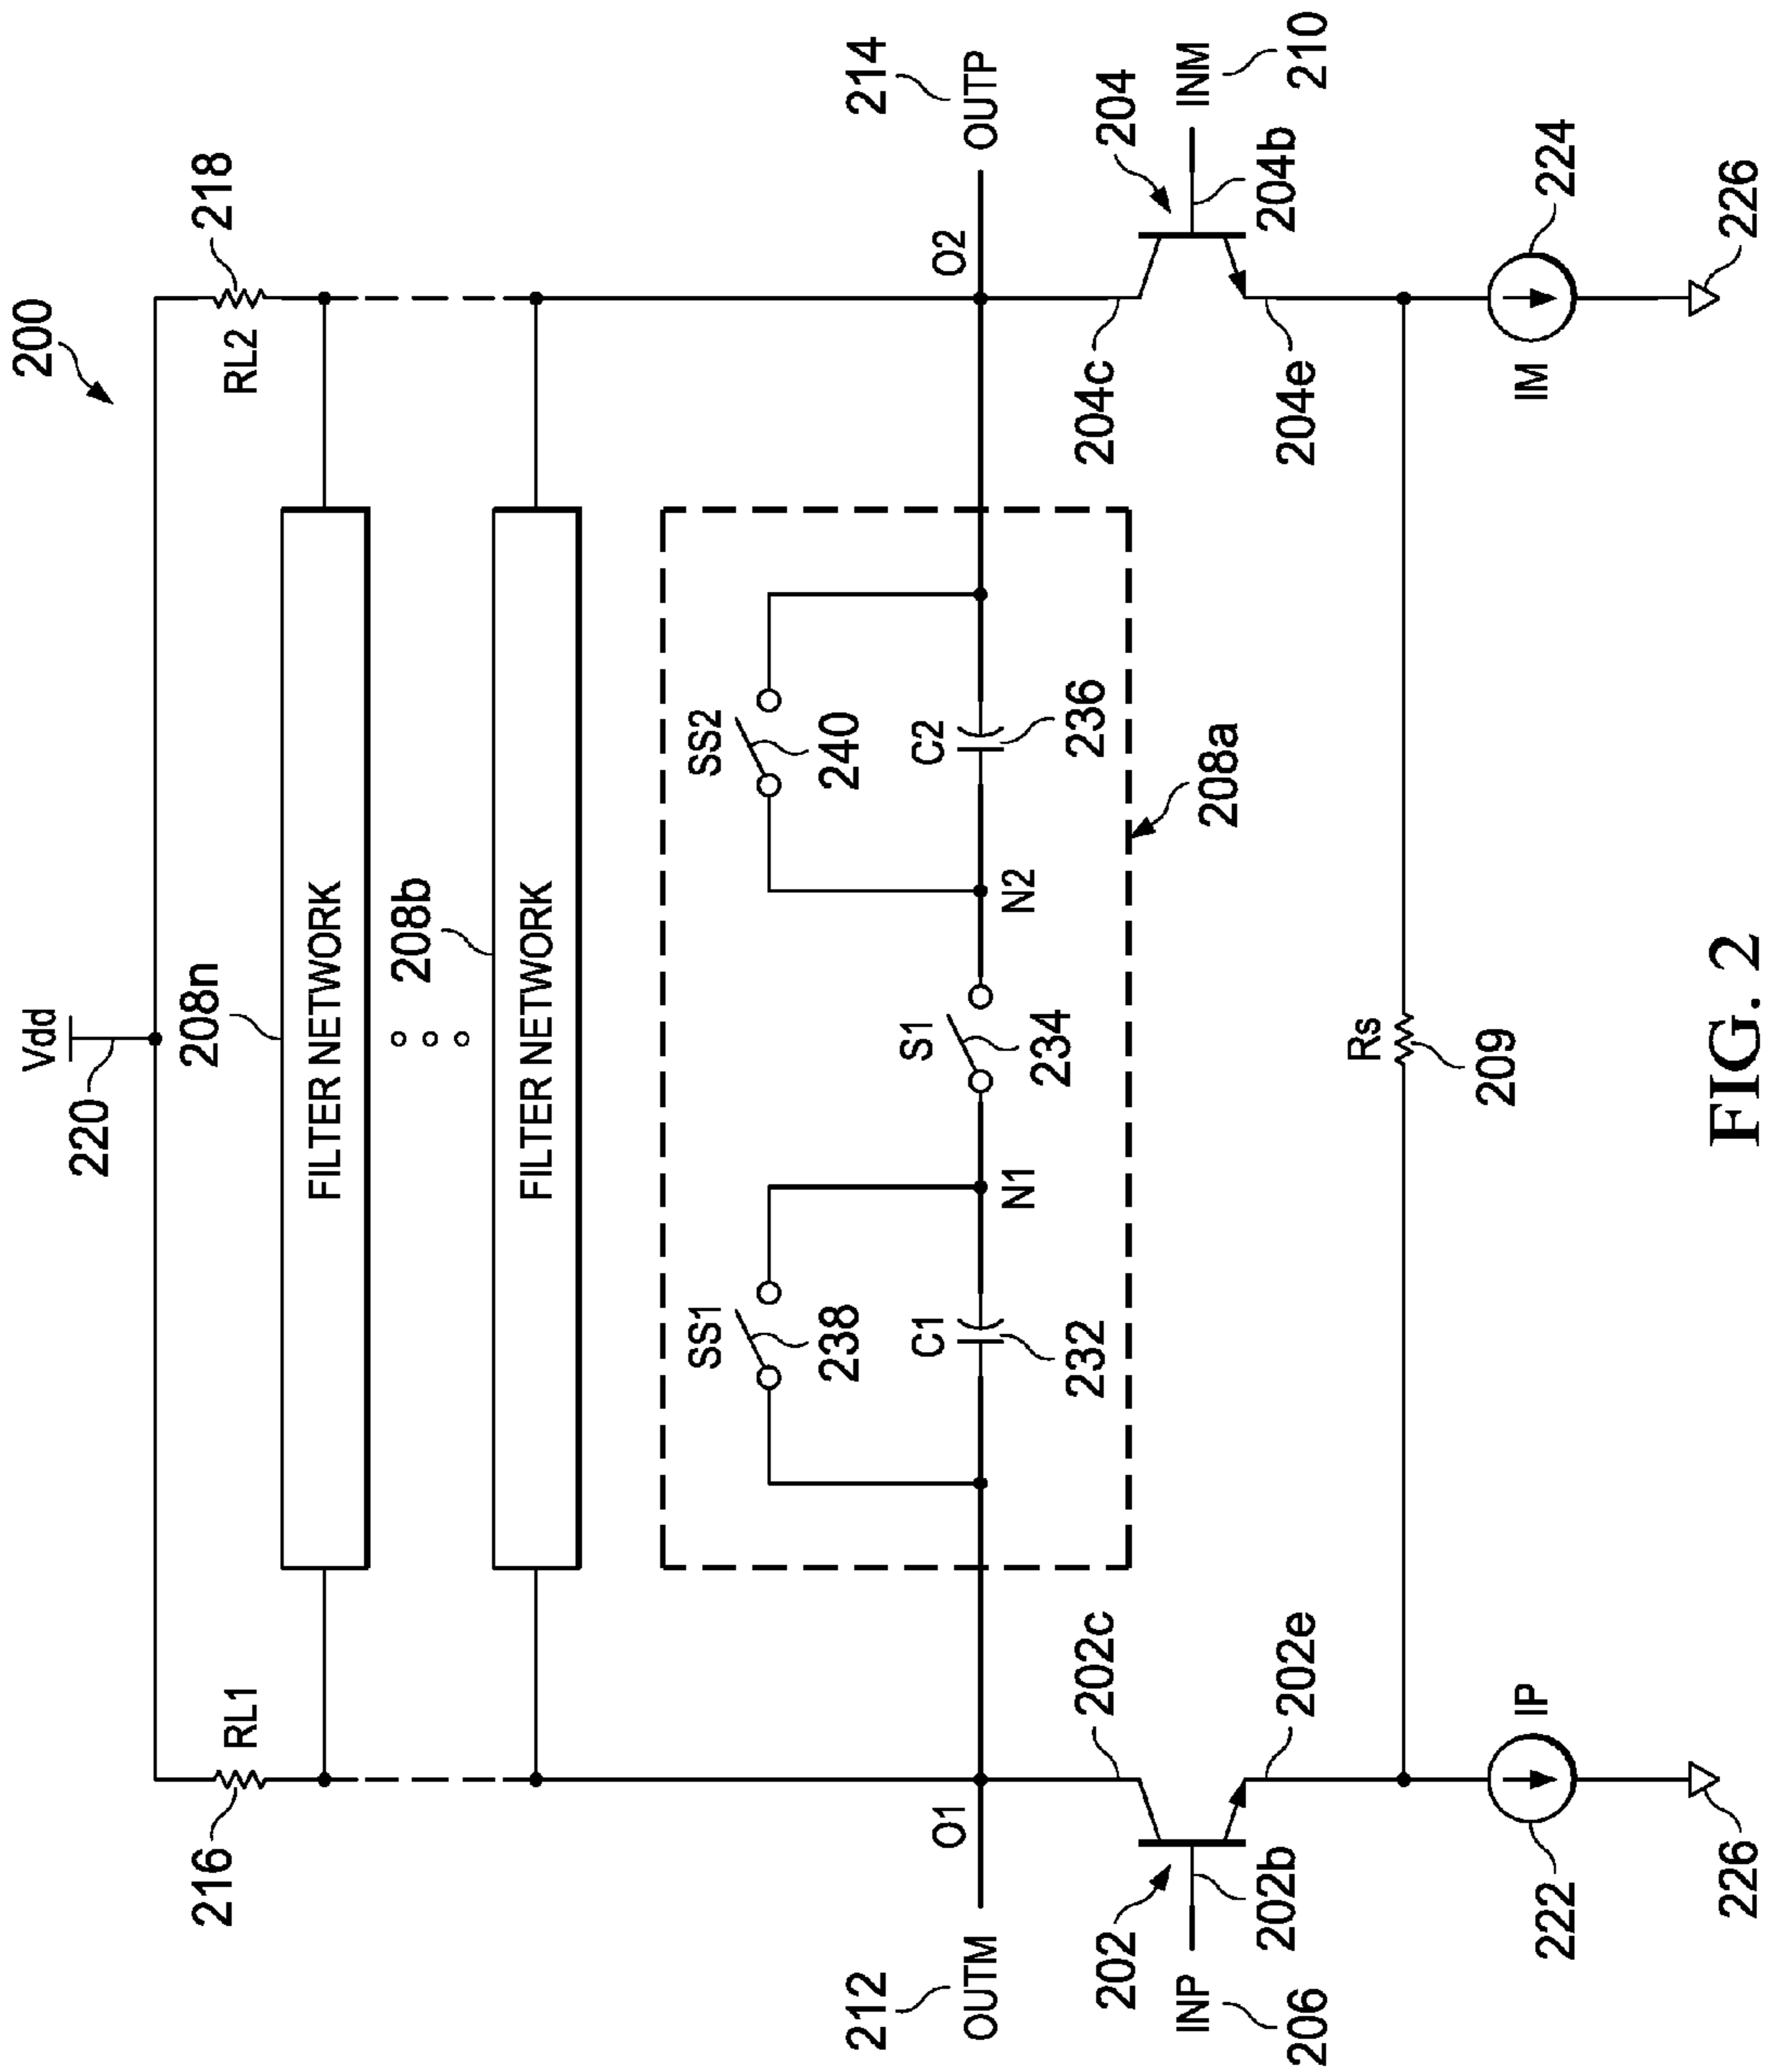 200
Vdd
220
216
RL1
RL2
218
208n
FILTER NETWORK
208b
FILTER NETWORK
SS1
238
SS2
240
212
OUTM
O1
C1
232
N1
S1
234
N2
C2
236
O2
214
OUTP
208a
202
INP
206
202b
202c
202e
204c
204e
204
INM
210
204b
Rs
209
222
IP
IM
224
226
226
FIG. 2